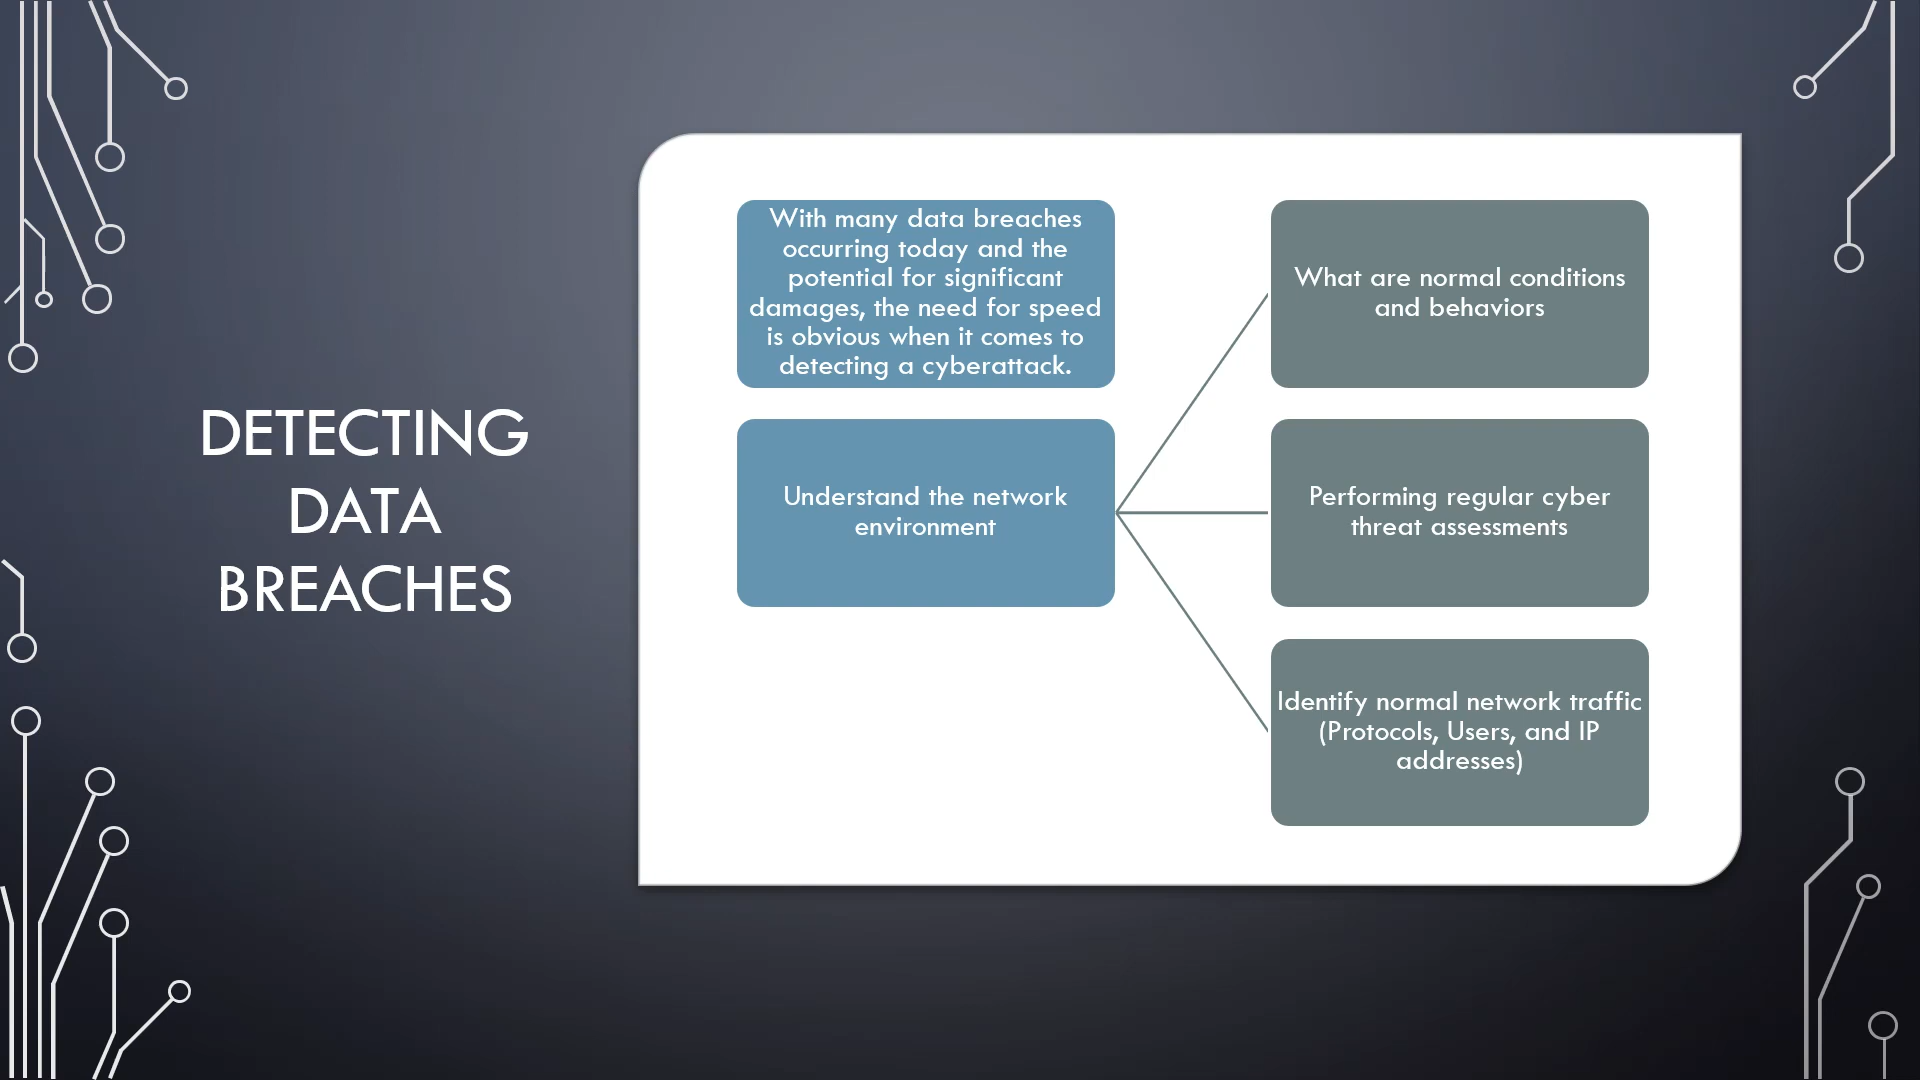 DETECTING
DATA
BREACHES
With many data breaches
occurring today and the
potential for significant
damages, the need for speed
is obvious when it comes to
detecting a cyberattack.
Understand the network
environment
What are normal conditions
and behaviors
Performing regular cyber
threat assessments
Identify normal network traffic
(Protocols, Users, and IP
addresses)